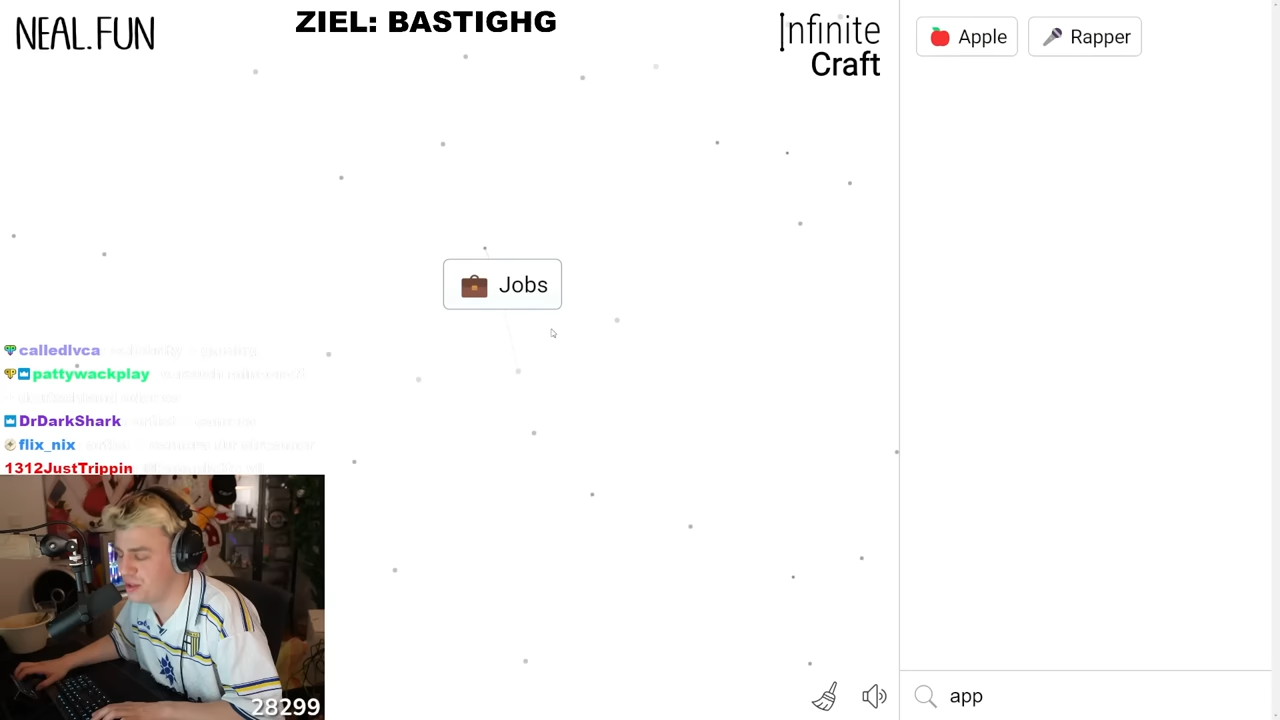 NEAL.FUN
ZIEL: BASTIGHG
Infinite
Craft
Apple
Rapper
Jobs
calledlvca
pattywackplay
DrDarkShark
flix_nix
1312JustTrippin
28299
app